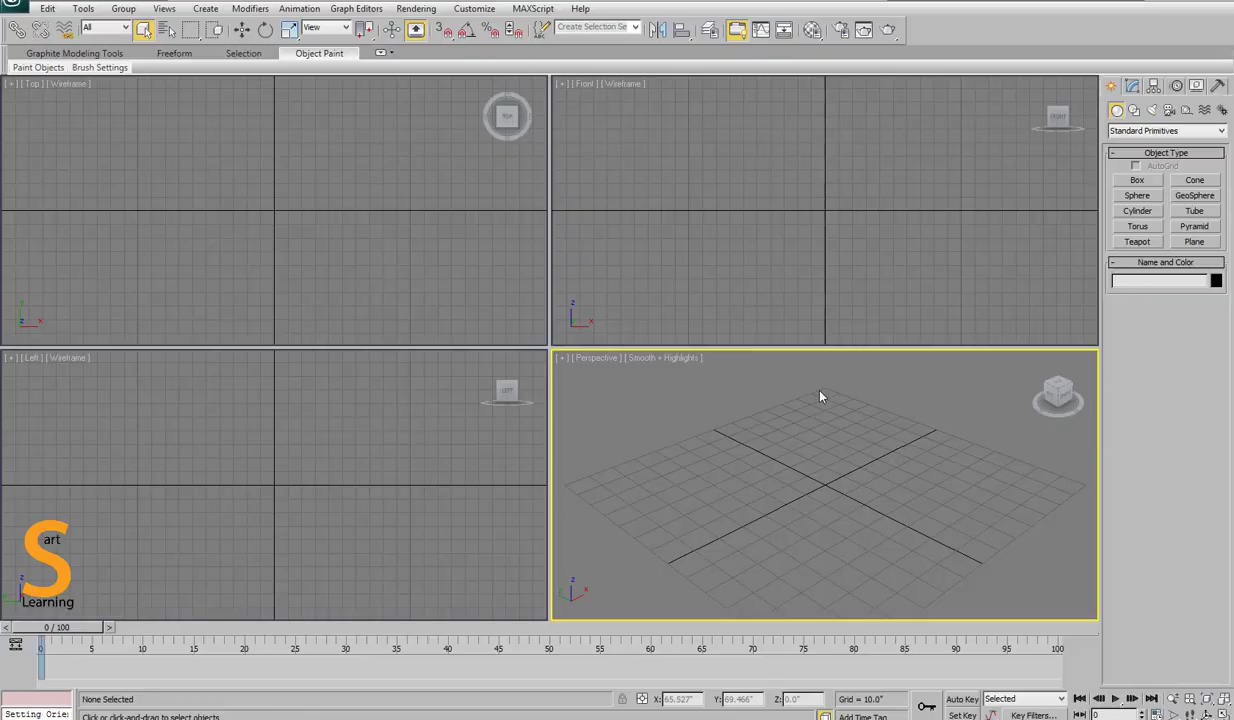 Edit Tools Group Views Create Modifiers Animation Graph Editors Rendering Customize MAXScript Help
All View Create Selection Se
Graphite Modeling Tools Freeform Selection Object Paint
Paint Objects Brush Settings
[ + ] [ Top ] [ Wireframe ]
TOP
[ + ] [ Front ] [ Wireframe ]
FRONT
Standard Primitives
- Object Type
AutoGrid
Box Cone
Sphere GeoSphere
Cylinder Tube
Torus Pyramid
Teapot Plane
- Name and Color
y
z x
z
x
[ + ] [ Left ] [ Wireframe ]
LEFT
[ + ] [ Perspective ] [ Smooth + Highlights ]
S
art
Learning
z
z
x
< 0 / 100 >
0 5 10 15 20 25 30 35 40 45 50 55 60 65 70 75 80 85 90 95 100
None Selected X: 65.527" Y: 69.466" Z: 0.0" Grid = 10.0" Auto Key Selected
Setting Orie Click or click-and-drag to select objects Add Time Tag Set Key Key Filters... 0